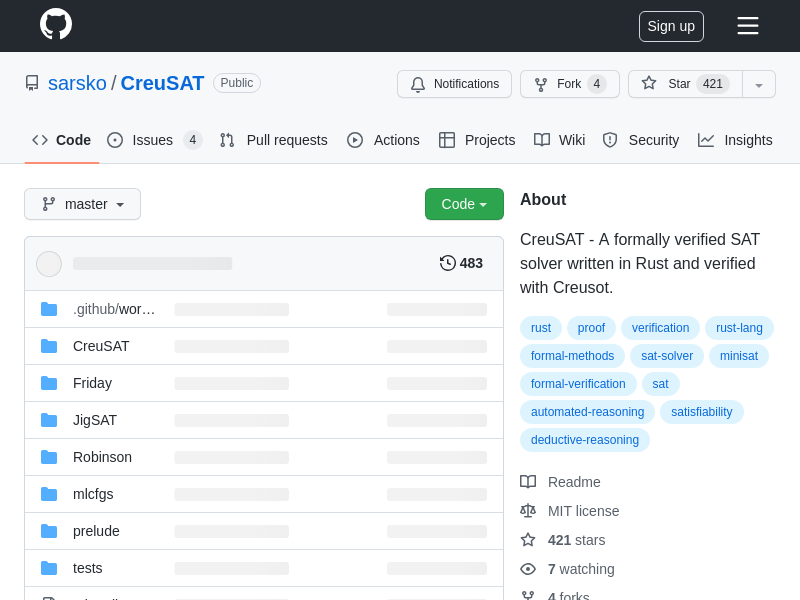 Sign up
sarsko / CreuSAT Public
Notifications Fork 4 Star 421
Code Issues 4 Pull requests Actions Projects Wiki Security Insights
master Code
483
.github/wor…
CreuSAT
Friday
JigSAT
Robinson
mlcfgs
prelude
tests
About
CreuSAT - A formally verified SAT
solver written in Rust and verified
with Creusot.
rust proof verification rust-lang
formal-methods sat-solver minisat
formal-verification sat
automated-reasoning satisfiability
deductive-reasoning
Readme
MIT license
421 stars
7 watching
4 forks